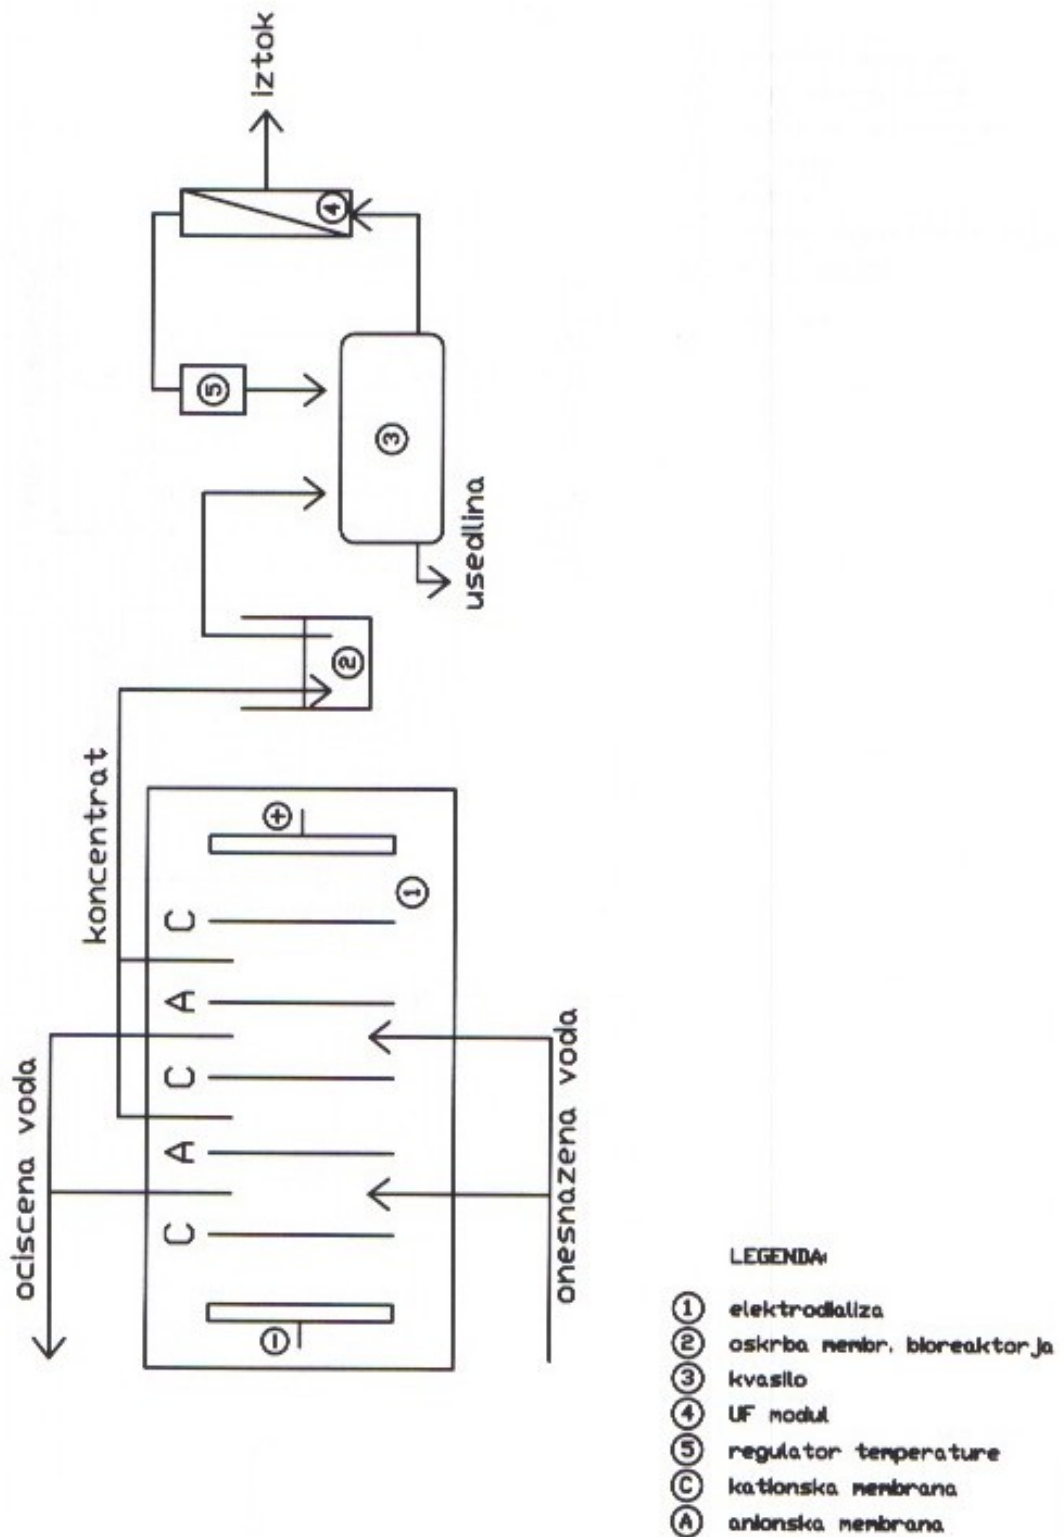 iztok
4
5
3
usedlina
2
koncentrat
+
1
C
A
C
A
C
-
ociscena voda
onesnazena voda
LEGENDA:
1 elektrodializa
2 oskrba membr. bioreaktorja
3 kvasilo
4 UF modul
5 regulator temperature
C kationska membrana
A anionska membrana